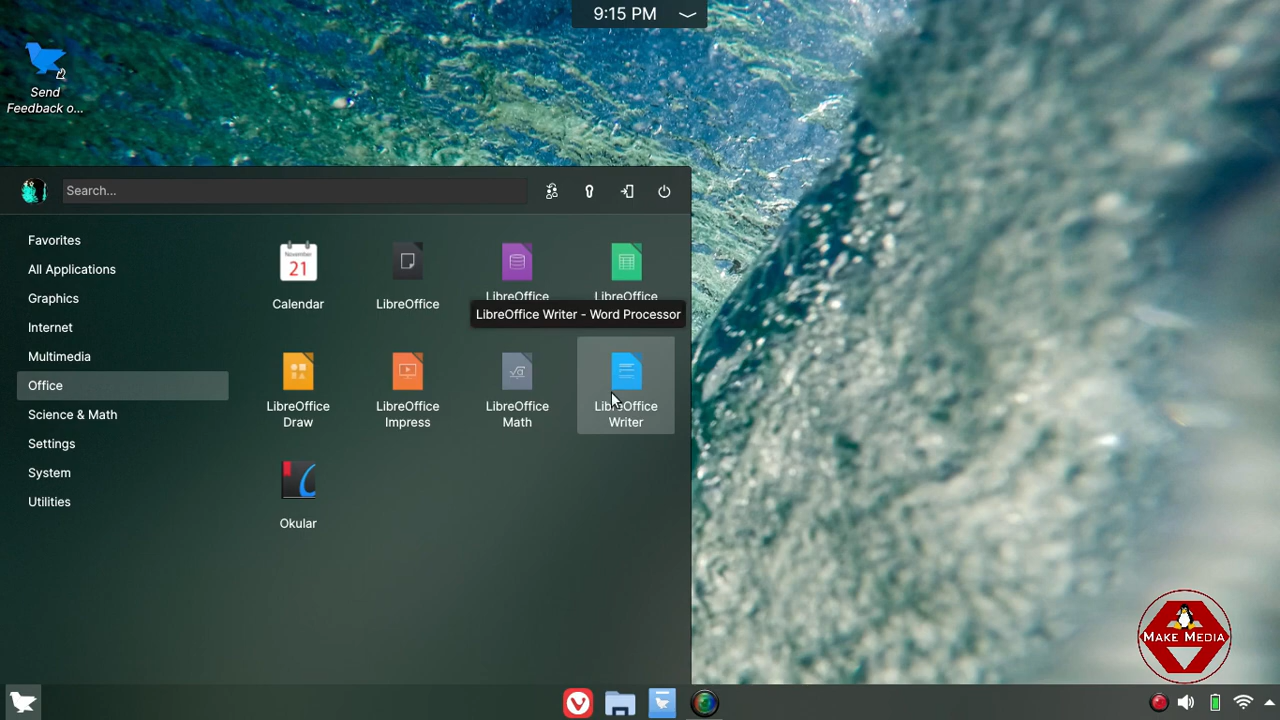 9:15 PM
Send
Feedback o...
Search...
Favorites
All Applications
Graphics
Internet
Multimedia
Office
Science & Math
Settings
System
Utilities
November
21
Calendar
LibreOffice
LibreOffice
LibreOffice
LibreOffice Writer - Word Processor
LibreOffice
Draw
LibreOffice
Impress
LibreOffice
Math
LibreOffice
Writer
Okular
MAKE MEDIA